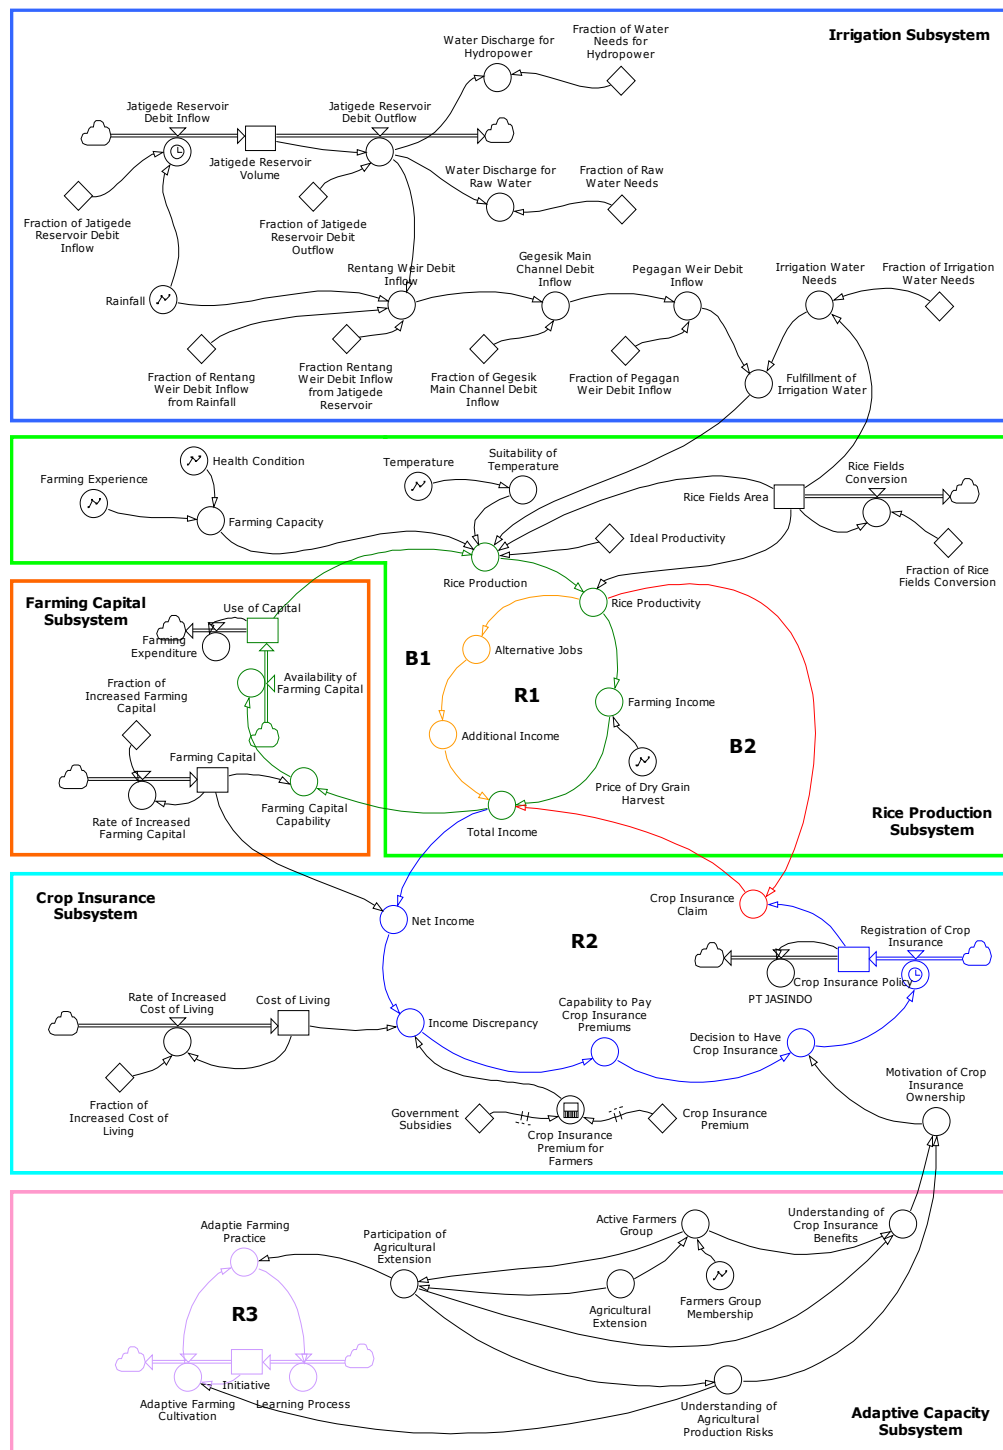 Irrigation Subsystem
Water Discharge for
Hydropower
Fraction of Water
Needs for
Hydropower
Jatigede Reservoir
Debit Inflow
Jatigede Reservoir
Debit Outflow
Jatigede Reservoir
Volume
Water Discharge for
Raw Water
Fraction of Raw
Water Needs
Fraction of Jatigede
Reservoir Debit
Inflow
Fraction of Jatigede
Reservoir Debit
Outflow
Rentang Weir Debit
Inflow
Gegesik Main
Channel Debit
Inflow
Pegagan Weir Debit
Inflow
Irrigation Water
Needs
Fraction of Irrigation
Water Needs
Rainfall
Fraction of Rentang
Weir Debit Inflow
from Rainfall
Fraction Rentang
Weir Debit Inflow
from Jatigede
Reservoir
Fraction of Gegesik
Main Channel Debit
Inflow
Fraction of Pegagan
Weir Debit Inflow
Fulfillment of
Irrigation Water
Health Condition
Farming Experience
Farming Capacity
Temperature
Suitability of
Temperature
Rice Fields Area
Rice Fields
Conversion
Ideal Productivity
Fraction of Rice
Fields Conversion
Rice Production
Rice Productivity
Alternative Jobs
B1
R1
Farming Income
Additional Income
B2
Price of Dry Grain
Harvest
Total Income
Rice Production
Subsystem
Farming Capital
Subsystem
Use of Capital
Farming
Expenditure
Availability of
Farming Capital
Fraction of
Increased Farming
Capital
Farming Capital
Rate of Increased
Farming Capital
Farming Capital
Capability
Crop Insurance
Subsystem
Net Income
R2
Crop Insurance
Claim
Registration of Crop
Insurance
Crop Insurance Policy
PT JASINDO
Rate of Increased
Cost of Living
Cost of Living
Income Discrepancy
Capability to Pay
Crop Insurance
Premiums
Decision to Have
Crop Insurance
Motivation of Crop
Insurance
Ownership
Fraction of
Increased Cost of
Living
Government
Subsidies
Crop Insurance
Premium for
Farmers
Crop Insurance
Premium
Adaptie Farming
Practice
Participation of
Agricultural
Extension
Active Farmers
Group
Understanding of
Crop Insurance
Benefits
R3
Agricultural
Extension
Farmers Group
Membership
Initiative
Adaptive Farming
Cultivation
Learning Process
Understanding of
Agricultural
Production Risks
Adaptive Capacity
Subsystem